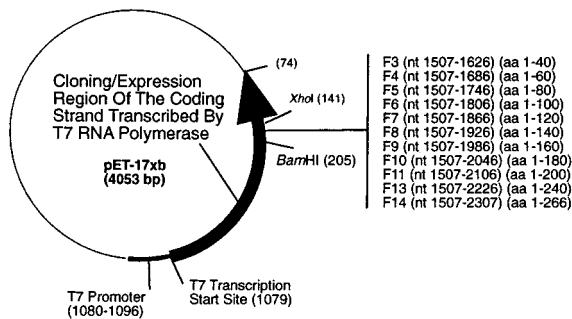 (74)
Cloning/Expression
Region Of The Coding
Strand Transcribed By
T7 RNA Polymerase
pET-17xb
(4053 bp)
XhoI (141)
BamHI (205)
T7 Promoter
(1080-1096)
T7 Transcription
Start Site (1079)
F3 (nt 1507-1626) (aa 1-40)
F4 (nt 1507-1686) (aa 1-60)
F5 (nt 1507-1746) (aa 1-80)
F6 (nt 1507-1806) (aa 1-100)
F7 (nt 1507-1866) (aa 1-120)
F8 (nt 1507-1926) (aa 1-140)
F9 (nt 1507-1986) (aa 1-160)
F10 (nt 1507-2046) (aa 1-180)
F11 (nt 1507-2106) (aa 1-200)
F13 (nt 1507-2226) (aa 1-240)
F14 (nt 1507-2307) (aa 1-266)